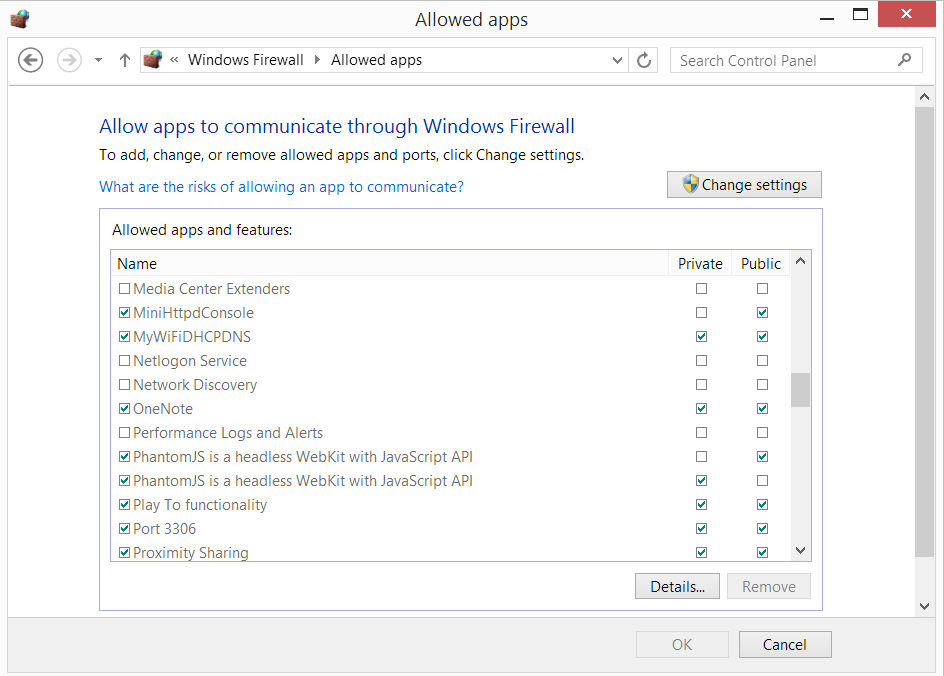 Allowed apps
« Windows Firewall Allowed apps Search Control Panel
Allow apps to communicate through Windows Firewall
To add, change, or remove allowed apps and ports, click Change settings.
What are the risks of allowing an app to communicate? Change settings
Allowed apps and features:
Name Private Public
Media Center Extenders
MiniHttpdConsole
MyWiFiDHCPDNS
Netlogon Service
Network Discovery
OneNote
Performance Logs and Alerts
PhantomJS is a headless WebKit with JavaScript API
PhantomJS is a headless WebKit with JavaScript API
Play To functionality
Port 3306
Proximity Sharing
Details... Remove
OK Cancel